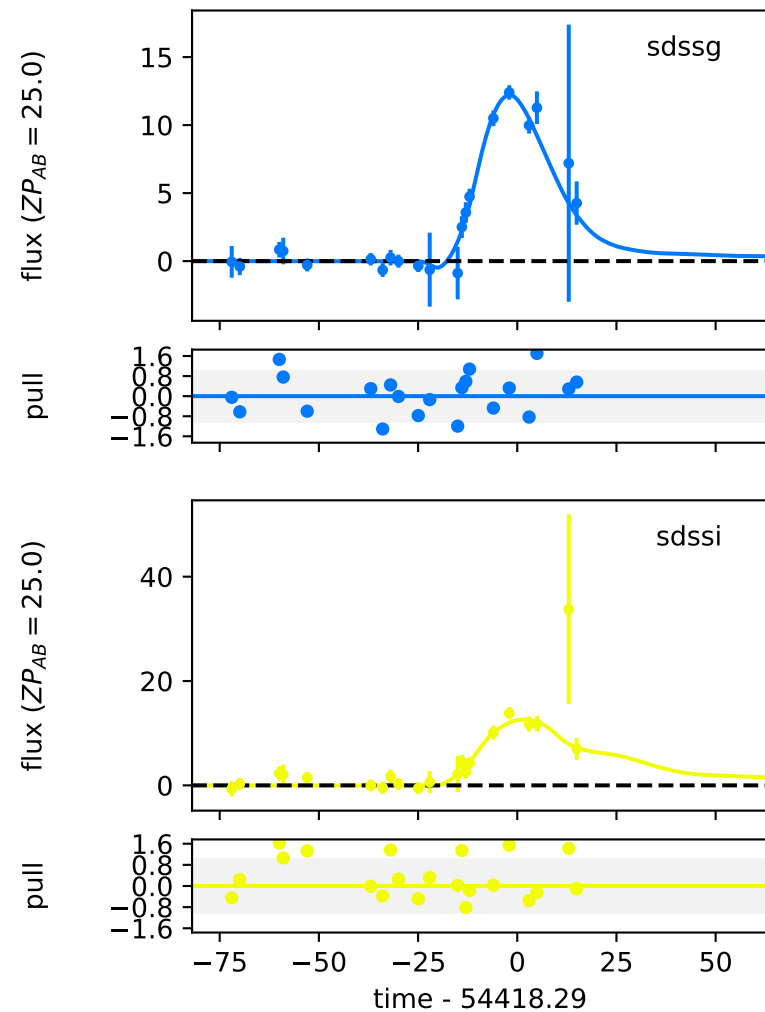 sdssg
flux (ZP_AB = 25.0)
15
10
5
0
pull
1.6
0.8
0.0
−0.8
−1.6
sdssi
flux (ZP_AB = 25.0)
40
20
0
pull
1.6
0.8
0.0
−0.8
−1.6
−75 −50 −25 0 25 50
time - 54418.29